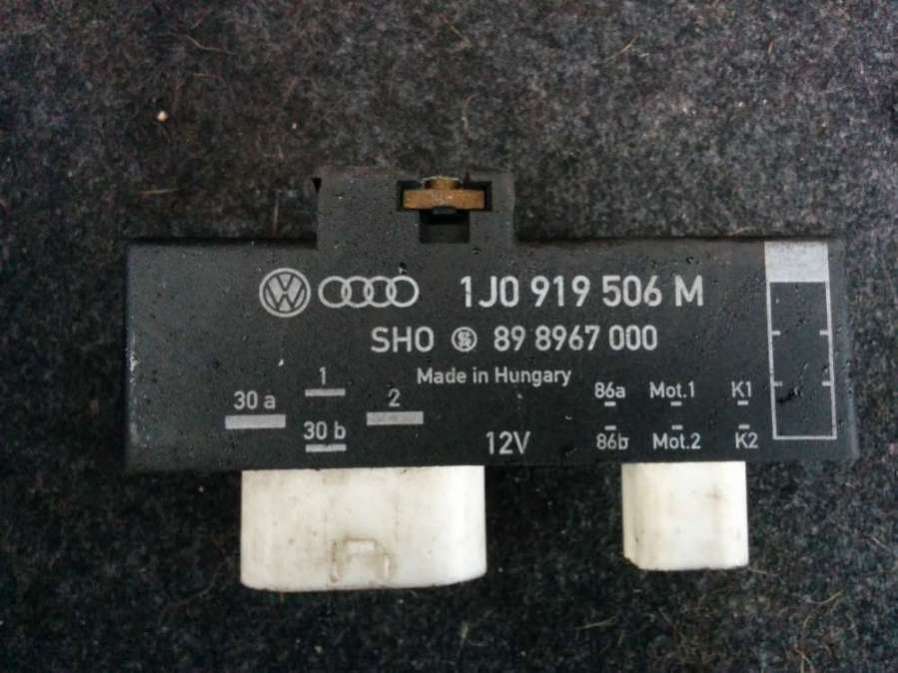 1J0 919 506 M
SHO 89 8967 000
Made in Hungary
30 a 1 2 86a Mot.1 K1
30 b 12V 86b Mot.2 K2